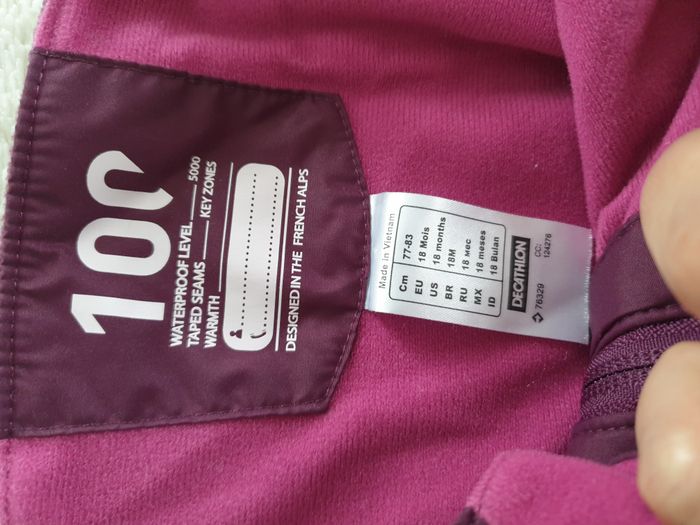 100
WATERPROOF LEVEL 5000
TAPED SEAMS KEY ZONES
WARMTH
DESIGNED IN THE FRENCH ALPS
Made in Vietnam
Cm 77-83
EU 18 Mois
US 18 months
BR 18M
RU 18 мес
MX 18 meses
ID 18 Bulan
DECATHLON
76329
CC:
124276